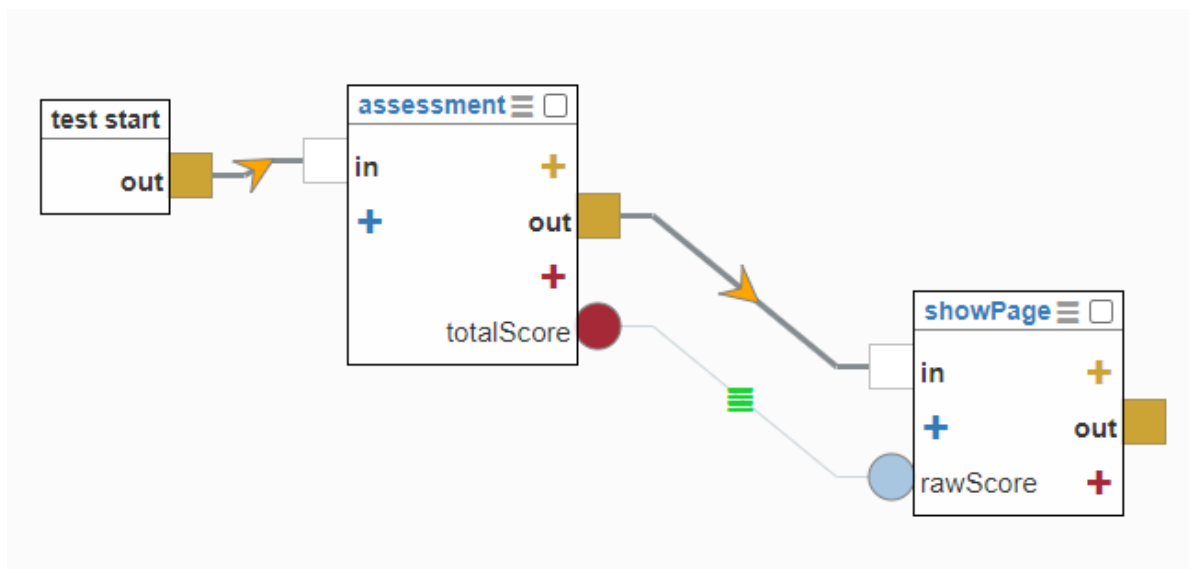 test start
out
assessment
in
out
totalScore
showPage
in
out
rawScore